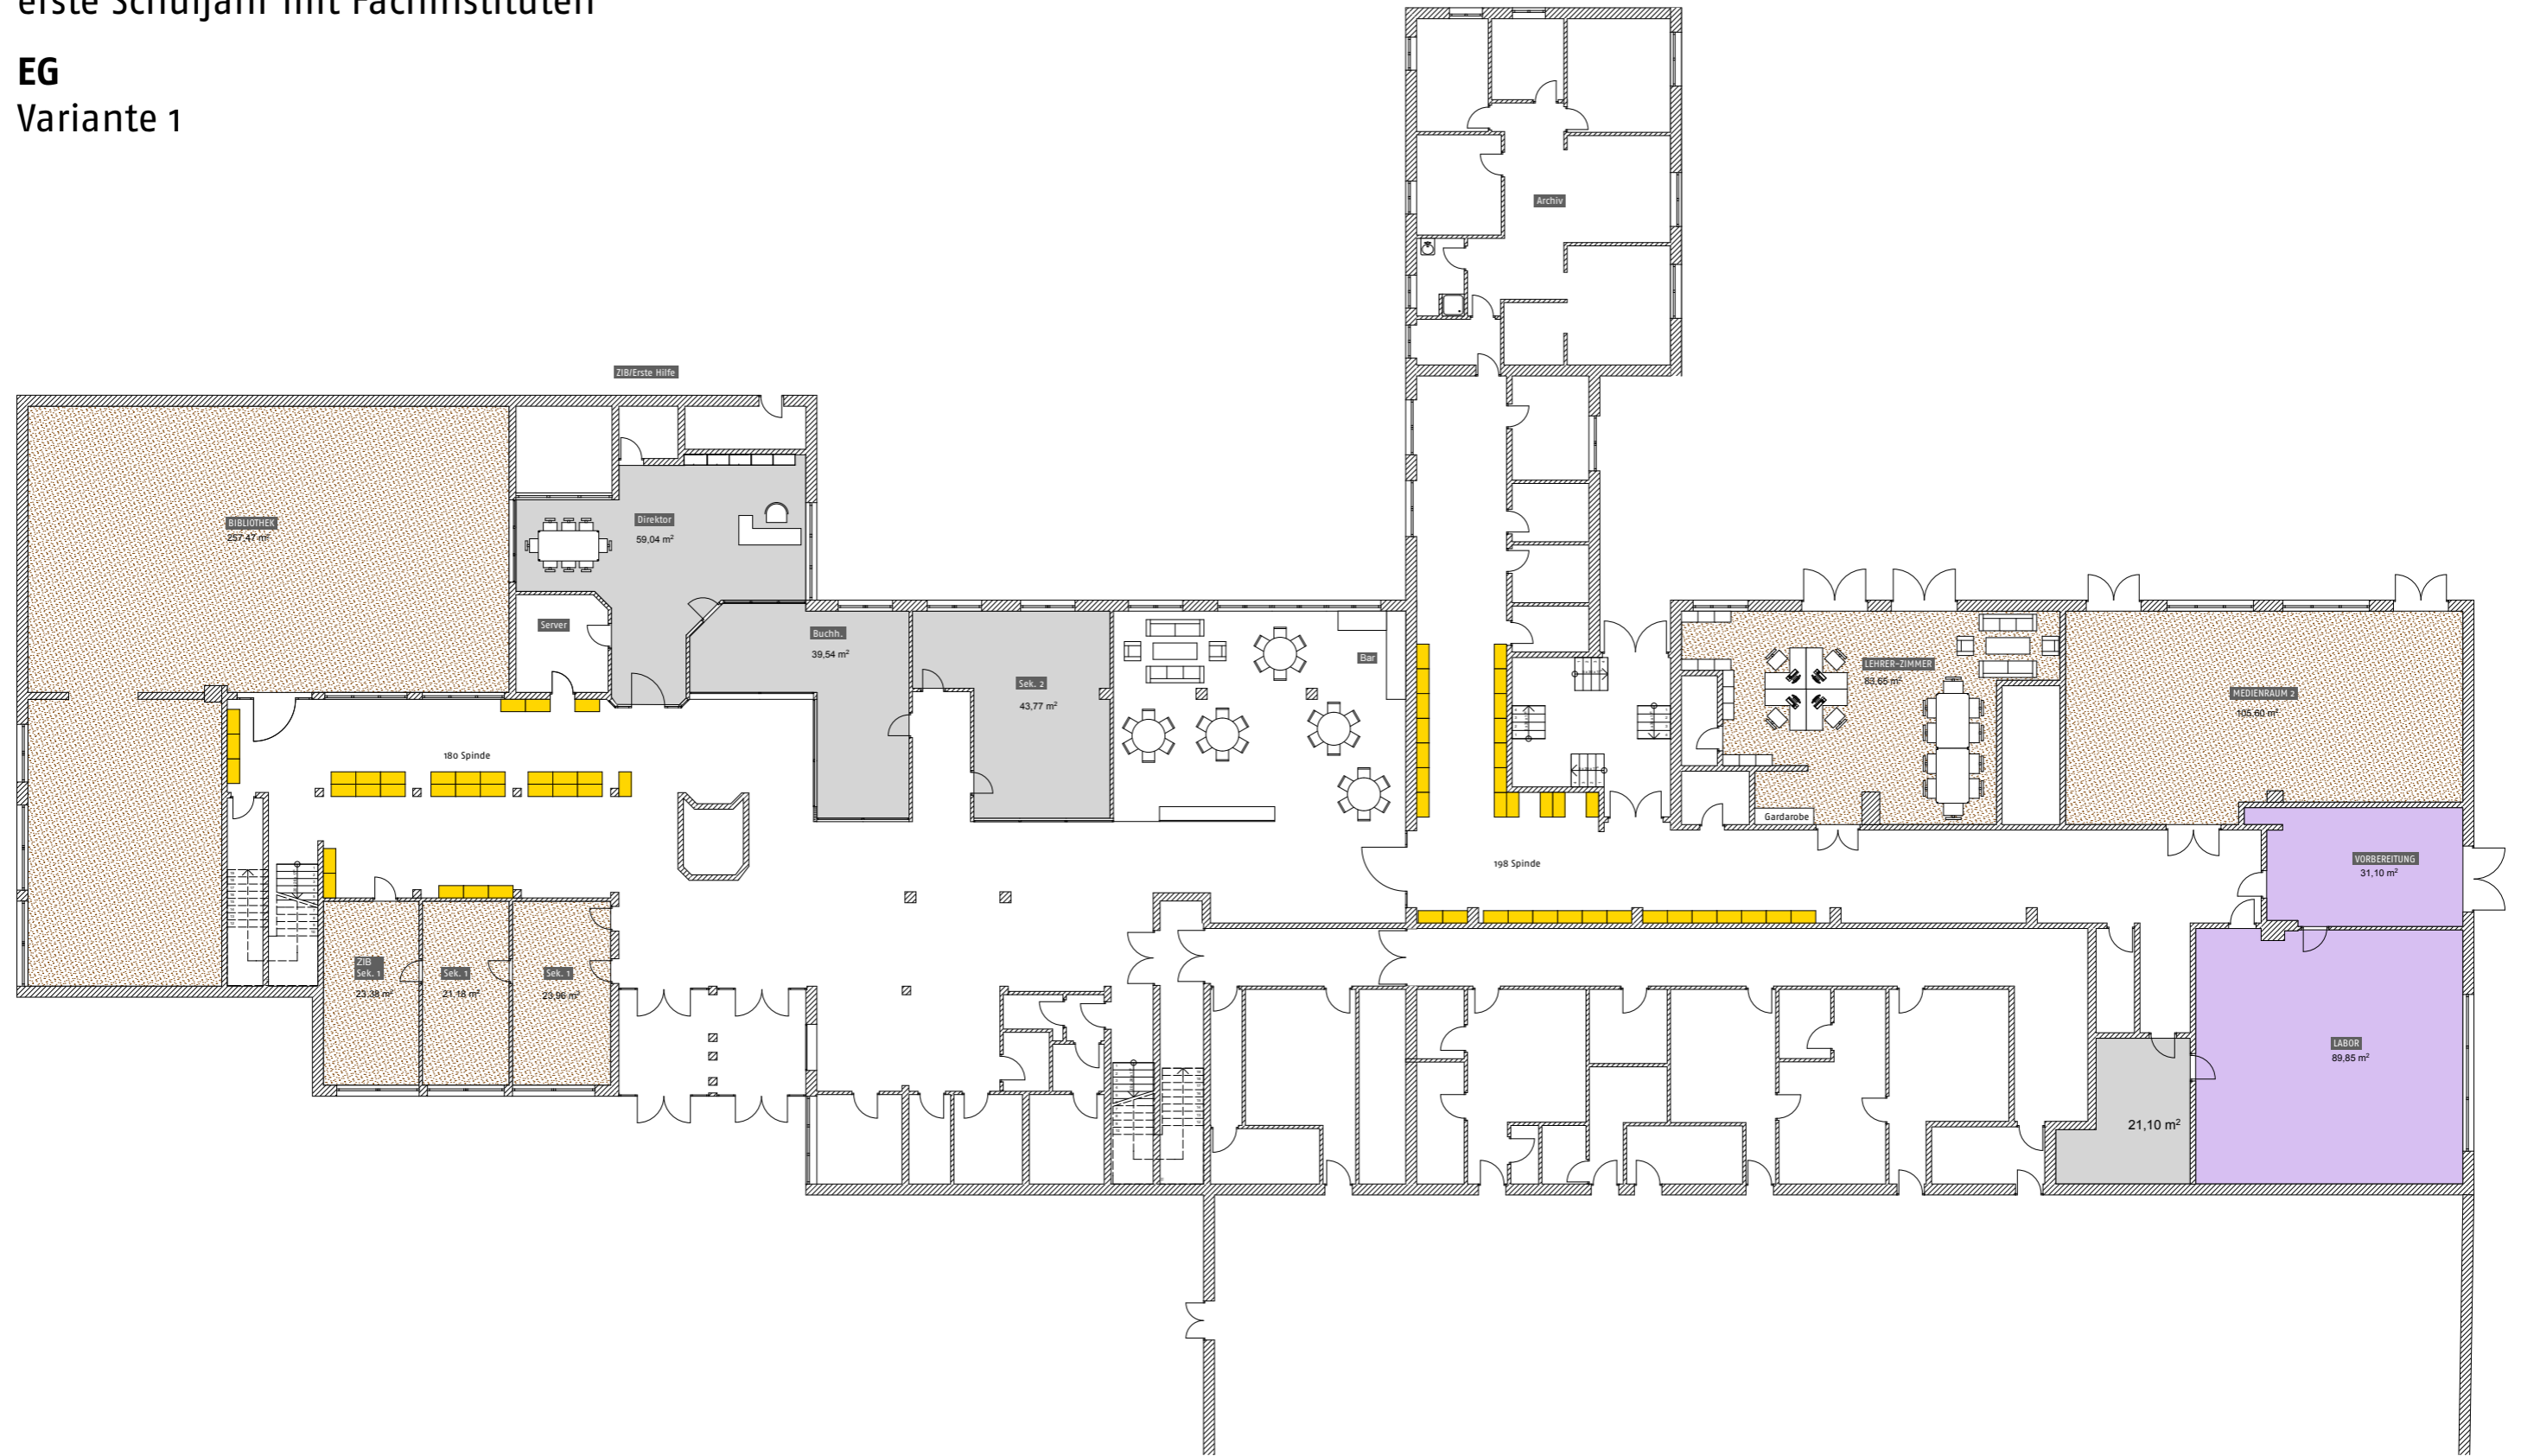 erste Schuljahr mit Fachinstituten
EG
Variante 1
Archiv
ZIB/Erste Hilfe
BIBLIOTHEK
257,47 m²
Direktor
59,04 m²
Server
Buchh.
39,54 m²
Sek. 2
43,77 m²
Bar
LEHRER-ZIMMER
83,65 m²
MEDIENRAUM 2
105,60 m²
180 Spinde
Gardarobe
198 Spinde
VORBEREITUNG
31,10 m²
ZIB
Sek. 1
23,38 m²
Sek. 1
21,18 m²
Sek. 1
23,96 m²
LABOR
89,85 m²
21,10 m²